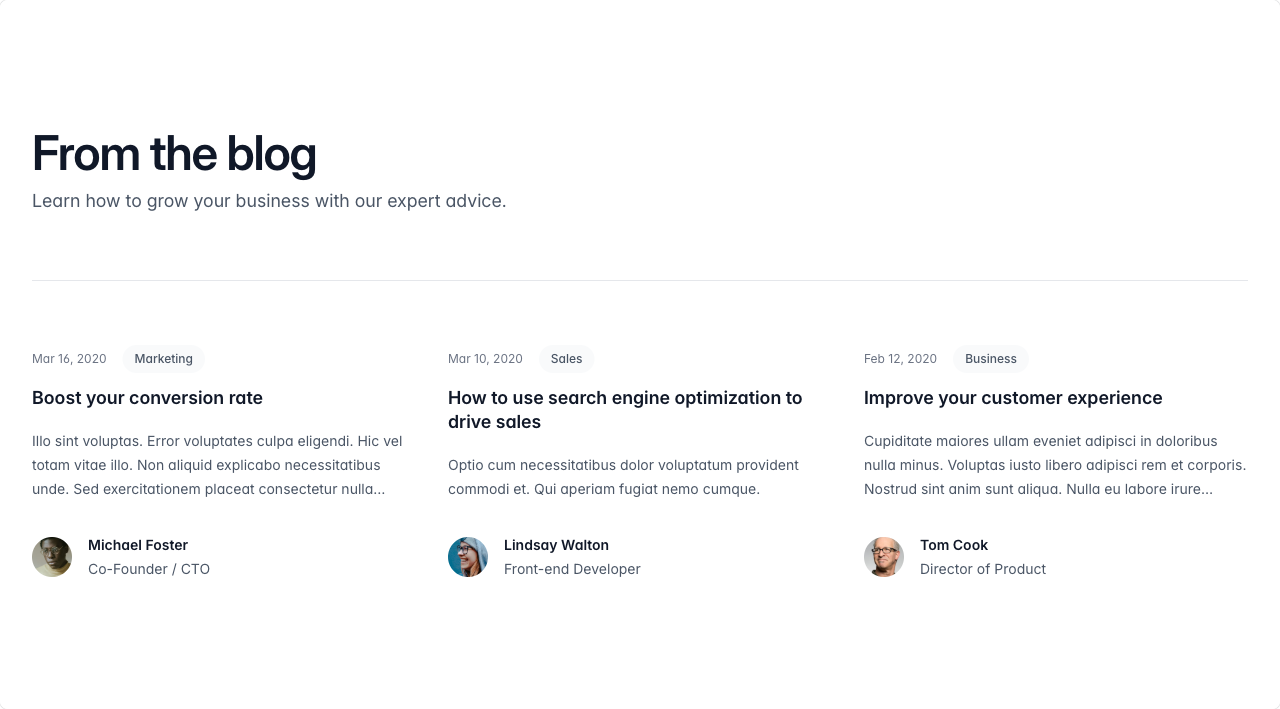 From the blog
Learn how to grow your business with our expert advice.
Mar 16, 2020 Marketing
Boost your conversion rate
Illo sint voluptas. Error voluptates culpa eligendi. Hic vel
totam vitae illo. Non aliquid explicabo necessitatibus
unde. Sed exercitationem placeat consectetur nulla...
Michael Foster
Co-Founder / CTO
Mar 10, 2020 Sales
How to use search engine optimization to
drive sales
Optio cum necessitatibus dolor voluptatum provident
commodi et. Qui aperiam fugiat nemo cumque.
Lindsay Walton
Front-end Developer
Feb 12, 2020 Business
Improve your customer experience
Cupiditate maiores ullam eveniet adipisci in doloribus
nulla minus. Voluptas iusto libero adipisci rem et corporis.
Nostrud sint anim sunt aliqua. Nulla eu labore irure...
Tom Cook
Director of Product